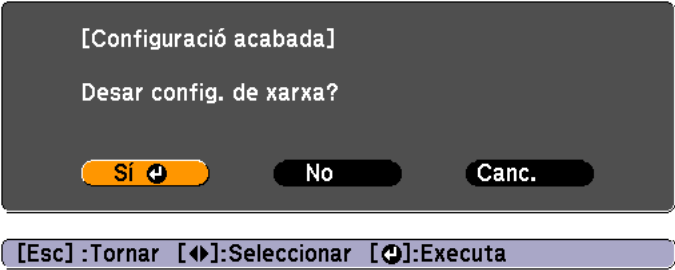 [Configuració acabada]
Desar config. de xarxa?
Sí No Canc.
[Esc] :Tornar [◆]:Seleccionar [↵]:Executa